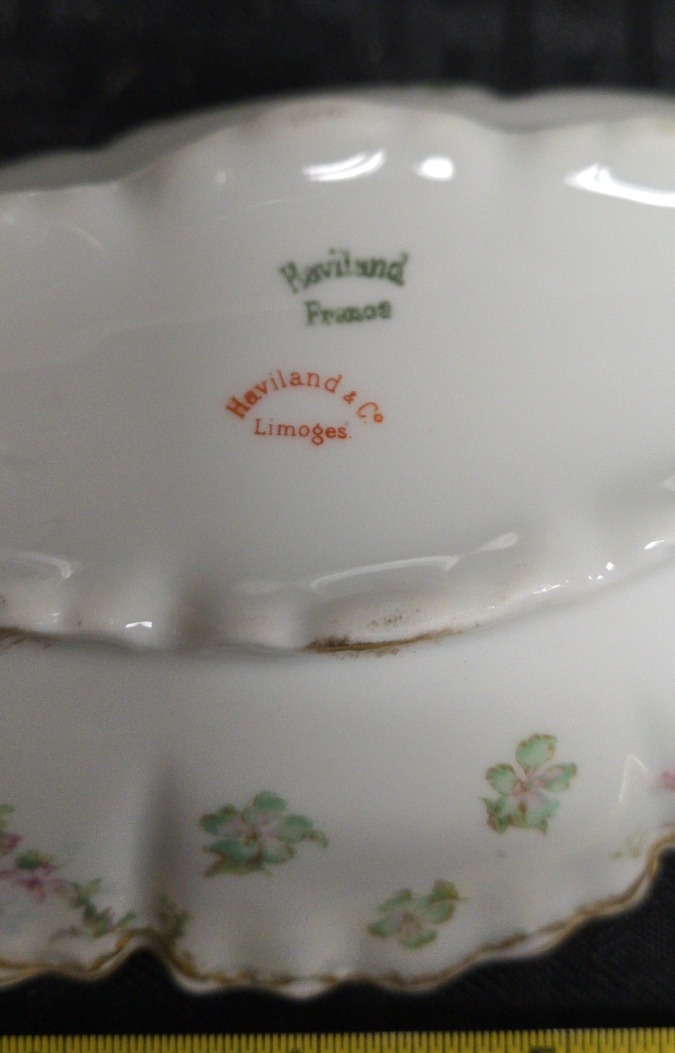 Haviland
France
Haviland & Co
Limoges.